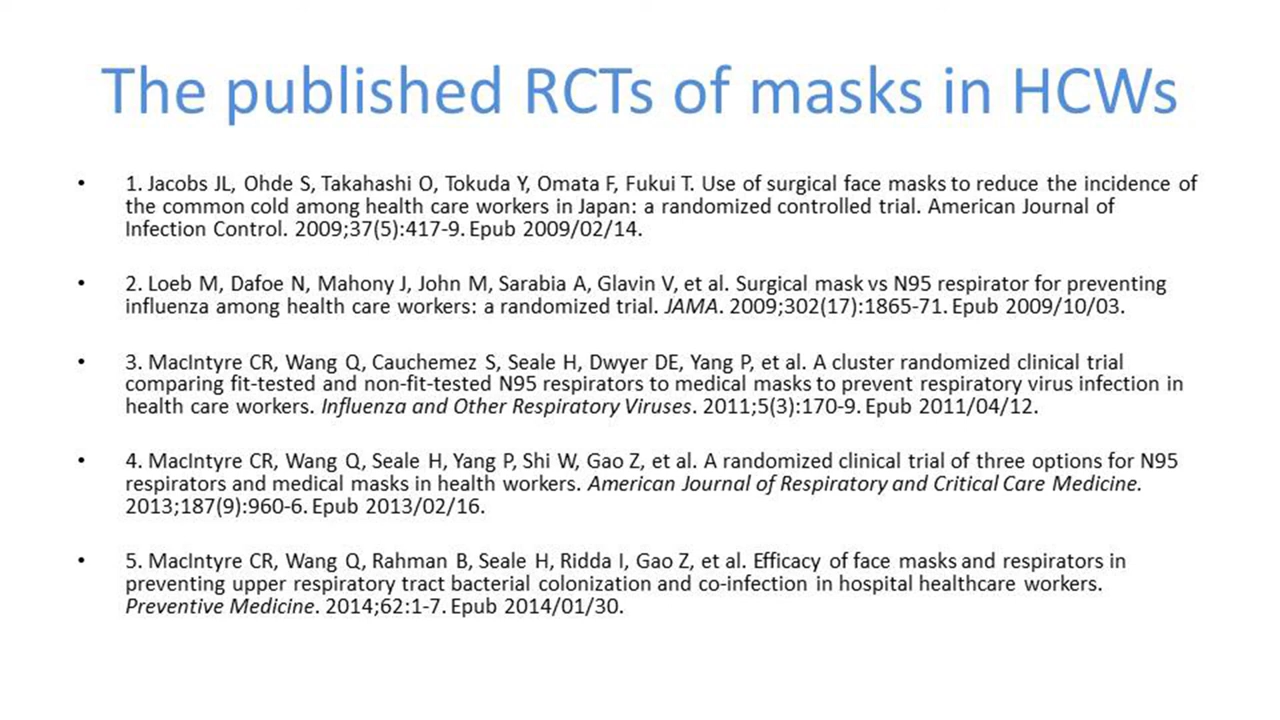 The published RCTs of masks in HCWs
• 1. Jacobs JL, Ohde S, Takahashi O, Tokuda Y, Omata F, Fukui T. Use of surgical face masks to reduce the incidence of
the common cold among health care workers in Japan: a randomized controlled trial. American Journal of
Infection Control. 2009;37(5):417-9. Epub 2009/02/14.
• 2. Loeb M, Dafoe N, Mahony J, John M, Sarabia A, Glavin V, et al. Surgical mask vs N95 respirator for preventing
influenza among health care workers: a randomized trial. JAMA. 2009;302(17):1865-71. Epub 2009/10/03.
• 3. MacIntyre CR, Wang Q, Cauchemez S, Seale H, Dwyer DE, Yang P, et al. A cluster randomized clinical trial
comparing fit-tested and non-fit-tested N95 respirators to medical masks to prevent respiratory virus infection in
health care workers. Influenza and Other Respiratory Viruses. 2011;5(3):170-9. Epub 2011/04/12.
• 4. MacIntyre CR, Wang Q, Seale H, Yang P, Shi W, Gao Z, et al. A randomized clinical trial of three options for N95
respirators and medical masks in health workers. American Journal of Respiratory and Critical Care Medicine.
2013;187(9):960-6. Epub 2013/02/16.
• 5. MacIntyre CR, Wang Q, Rahman B, Seale H, Ridda I, Gao Z, et al. Efficacy of face masks and respirators in
preventing upper respiratory tract bacterial colonization and co-infection in hospital healthcare workers.
Preventive Medicine. 2014;62:1-7. Epub 2014/01/30.